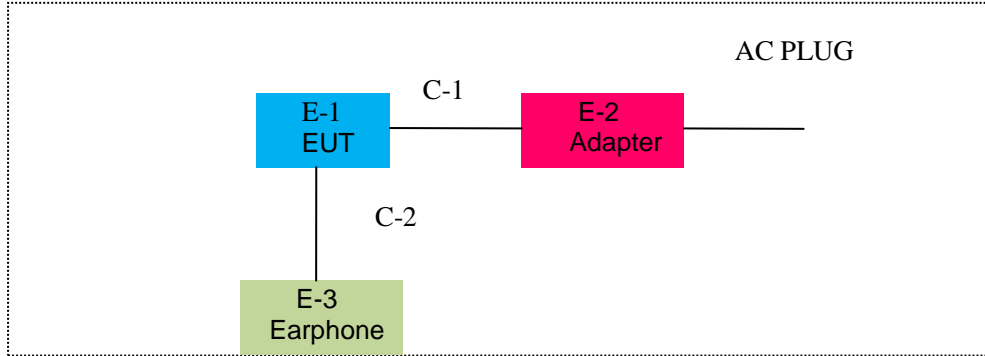 AC PLUG
C-1
E-1
EUT
E-2
Adapter
C-2
E-3
Earphone